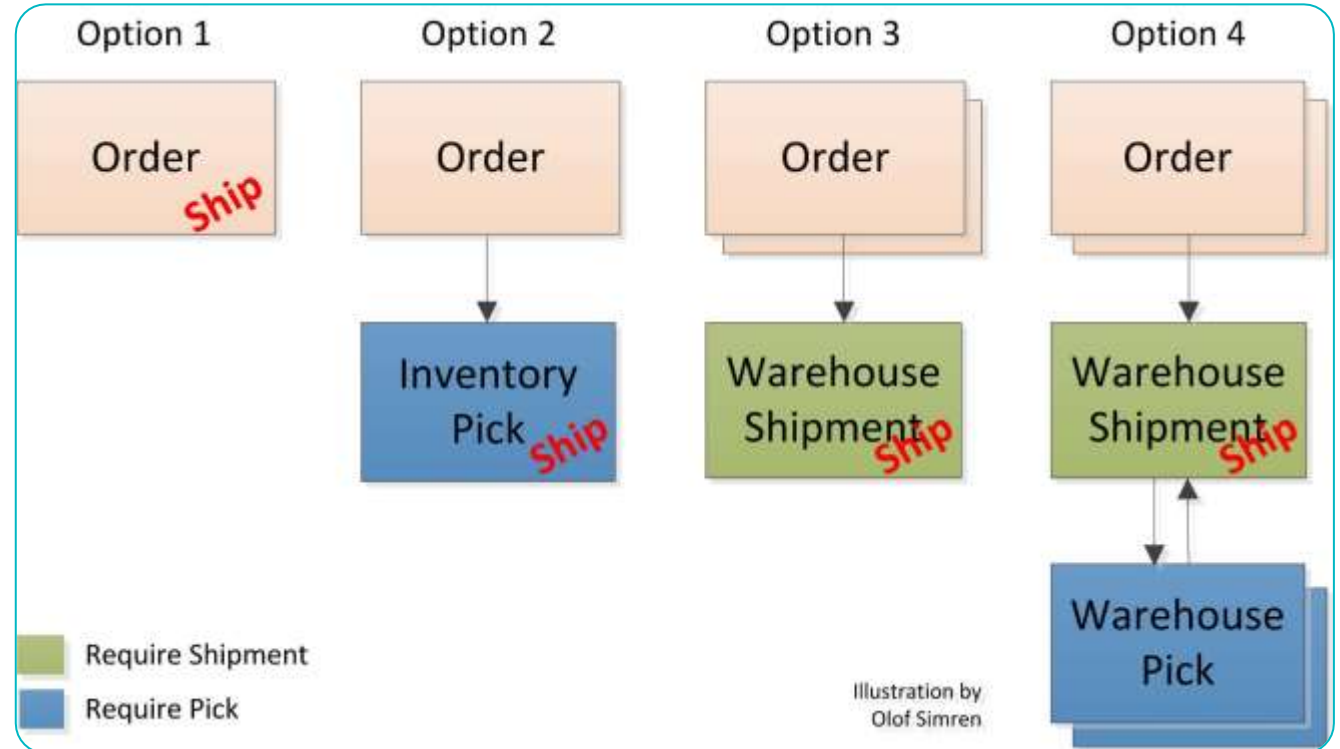 Option 1
Option 2
Option 3
Option 4
Order
Ship
Order
Order
Order
Inventory
Pick
Ship
Warehouse
Shipment
Ship
Warehouse
Shipment
Ship
Warehouse
Pick
Require Shipment
Require Pick
Illustration by
Olof Simren